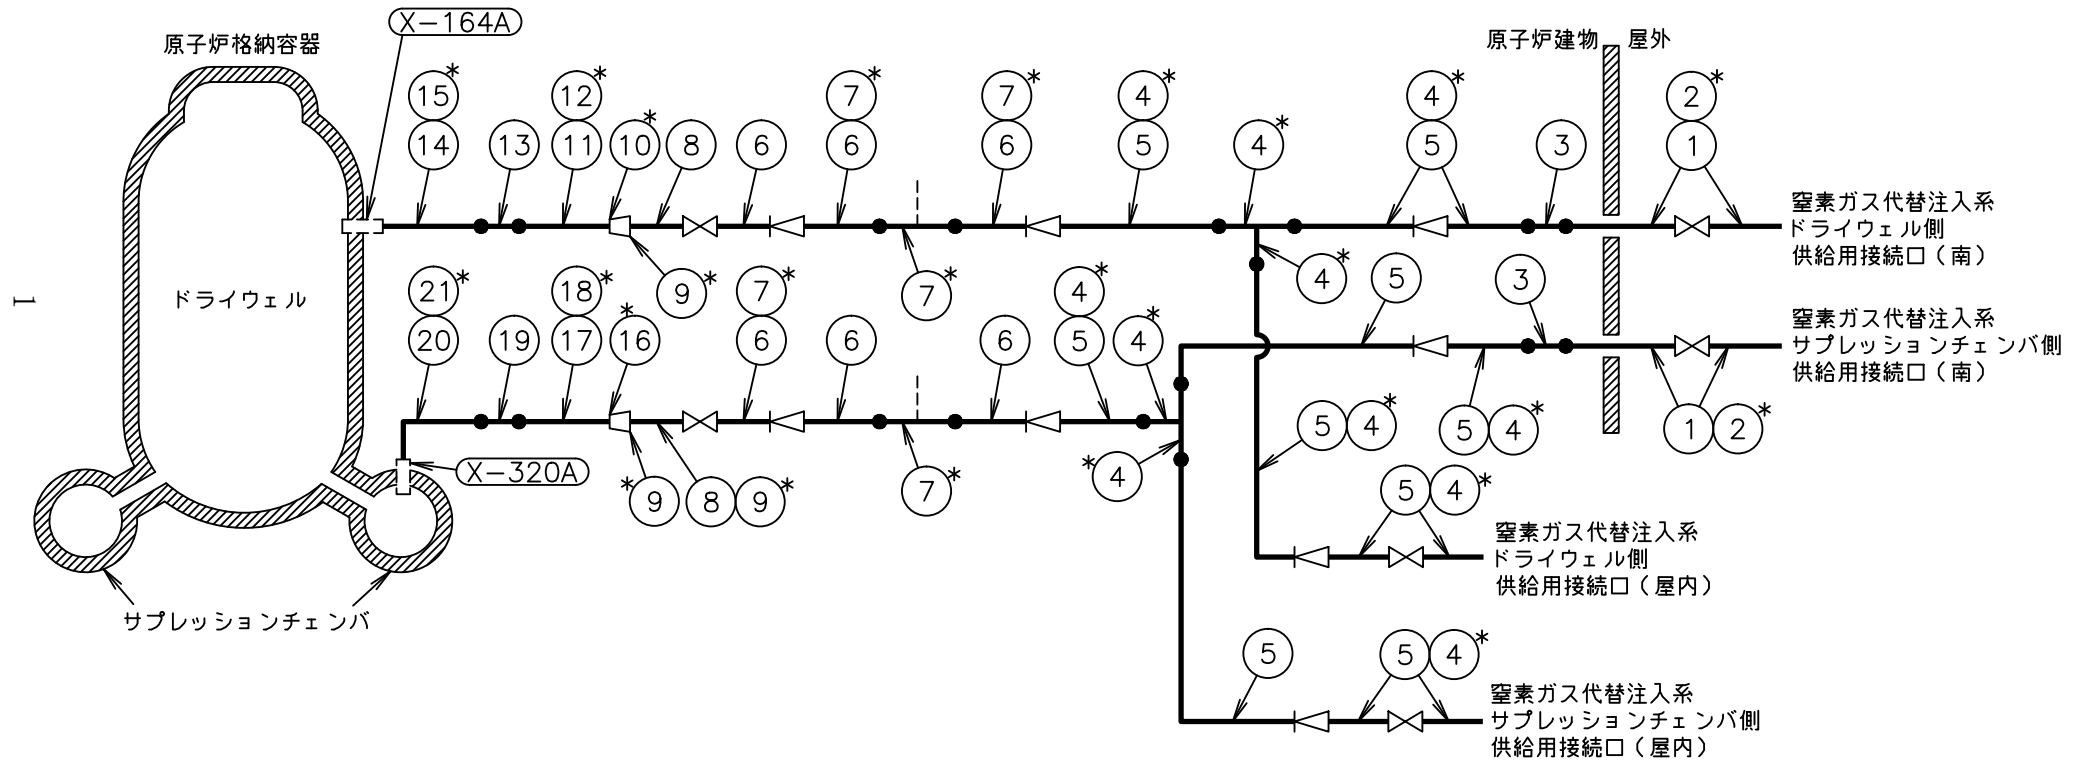 X-164A
原子炉格納容器
原子炉建物
屋外
15*
14
13
12*
11
10*
8
6
7*
6
7*
6
4*
5
4*
4*
5
3
2*
1
窒素ガス代替注入系
ドライウェル側
供給用接続口（南）
9*
7*
4*
5
3
ドライウェル
1
21*
20
19
18*
17
16*
7*
6
6
6
4*
5
4*
窒素ガス代替注入系
サプレッションチェンバ側
供給用接続口（南）
5 4*
5 4*
1 2*
X-320A
9*
8 9*
7*
4*
5 4*
窒素ガス代替注入系
ドライウェル側
供給用接続口（屋内）
サプレッションチェンバ
5
5 4*
窒素ガス代替注入系
サプレッションチェンバ側
供給用接続口（屋内）